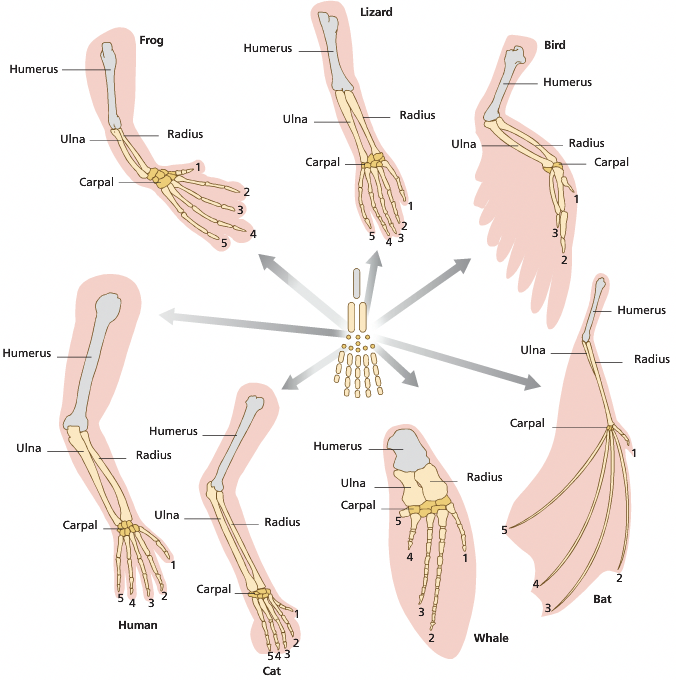 Frog
Humerus
Ulna
Radius
Carpal
1
2
3
4
5
Lizard
Humerus
Ulna
Radius
Carpal
1
2
3
4
5
Bird
Humerus
Ulna
Radius
Carpal
1
3
2
Humerus
Ulna
Radius
Carpal
1
5 4 3 2
Human
Humerus
Ulna
Radius
Carpal
1
2
5 4 3
Cat
Humerus
Ulna
Radius
Carpal
5
4
1
3
2
Whale
Humerus
Ulna
Radius
Carpal
1
5
4
3
2
Bat